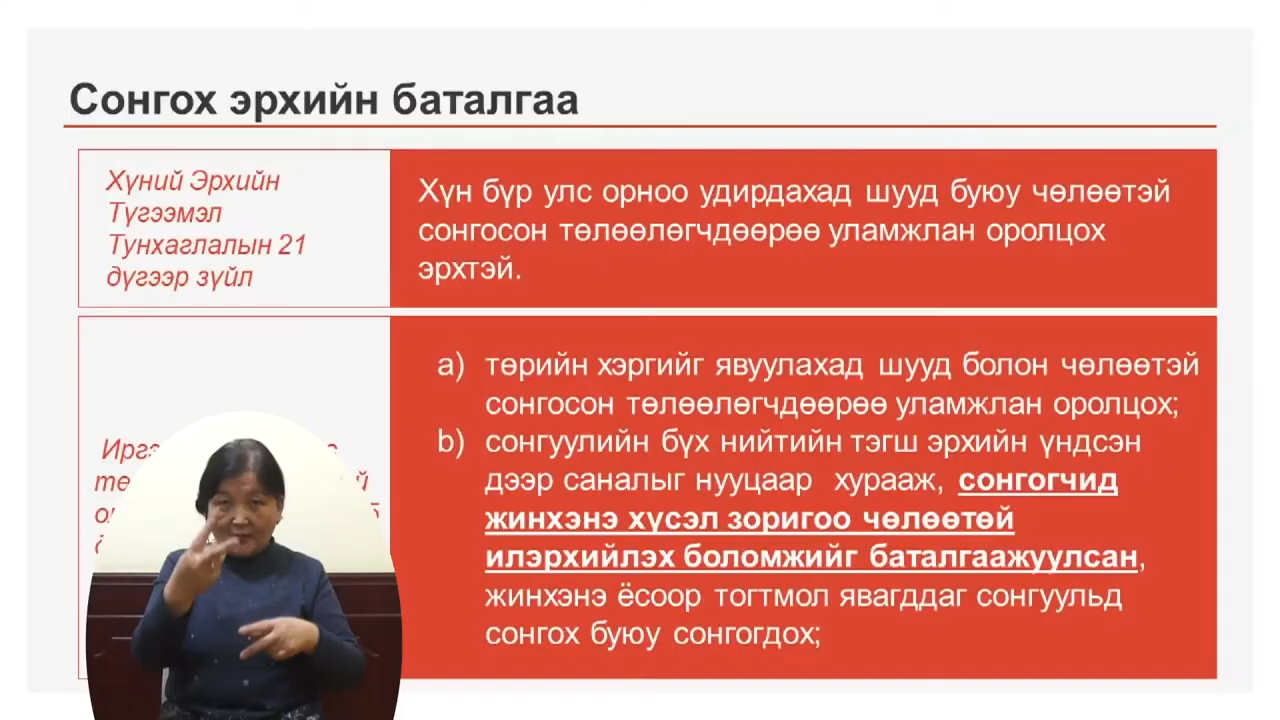 Сонгох эрхийн баталгаа
Хүний Эрхийн
Түгээмэл
Тунхаглалын 21
дүгээр зүйл
Хүн бүр улс орноо удирдахад шууд буюу чөлөөтэй
сонгосон төлөөлөгчдөөрөө уламжлан оролцох
эрхтэй.
a) төрийн хэргийг явуулахад шууд болон чөлөөтэй
сонгосон төлөөлөгчдөөрөө уламжлан оролцох;
b) сонгуулийн бүх нийтийн тэгш эрхийн үндсэн
дээр саналыг нууцаар хурааж, сонгогчид
жинхэнэ хүсэл зоригоо чөлөөтөй
илэрхийлэх боломжийг баталгаажуулсан,
жинхэнэ ёсоор тогтмол явагддаг сонгуульд
сонгох буюу сонгогдох;